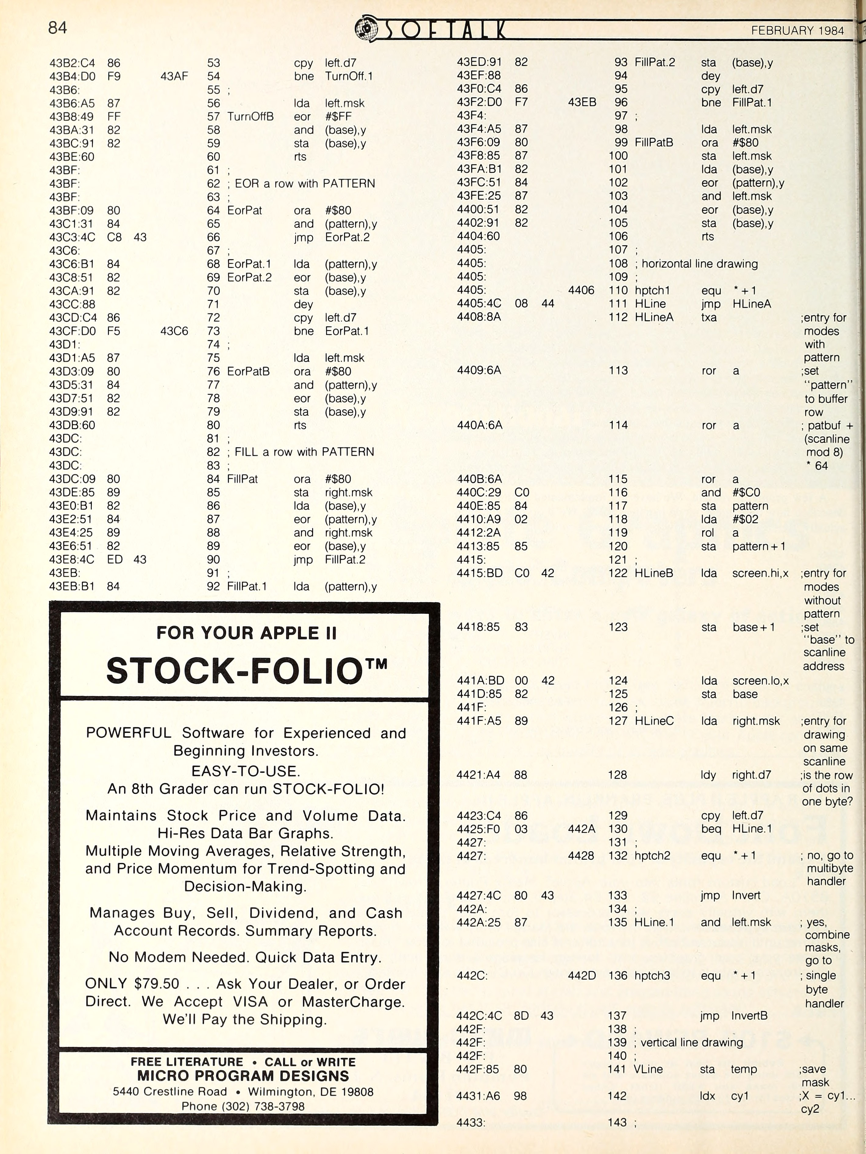 84
SOFTALK
FEBRUARY 1984
43B2:C4 86 53 cpy left.d7
43B4:D0 F9 43AF 54 bne TurnOff.1
43B6: 55 ;
43B6:A5 87 56 lda left.msk
43B8:49 FF 57 TurnOffB eor #$FF
43BA:31 82 58 and (base),y
43BC:91 82 59 sta (base),y
43BE:60 60 rts
43BF: 61 ;
43BF: 62 ; EOR a row with PATTERN
43BF: 63 ;
43BF:09 80 64 EorPat ora #$80
43C1:31 84 65 and (pattern),y
43C3:4C C8 43 66 jmp EorPat.2
43C6: 67 ;
43C6:B1 84 68 EorPat.1 lda (pattern),y
43C8:51 82 69 EorPat.2 eor (base),y
43CA:91 82 70 sta (base),y
43CC:88 71 dey
43CD:C4 86 72 cpy left.d7
43CF:D0 F5 43C6 73 bne EorPat.1
43D1: 74 ;
43D1:A5 87 75 lda left.msk
43D3:09 80 76 EorPatB ora #$80
43D5:31 84 77 and (pattern),y
43D7:51 82 78 eor (base),y
43D9:91 82 79 sta (base),y
43DB:60 80 rts
43DC: 81 ;
43DC: 82 ; FILL a row with PATTERN
43DC: 83 ;
43DC:09 80 84 FillPat ora #$80
43DE:85 89 85 sta right.msk
43E0:B1 82 86 lda (base),y
43E2:51 84 87 eor (pattern),y
43E4:25 89 88 and right.msk
43E6:51 82 89 eor (base),y
43E8:4C ED 43 90 jmp FillPat.2
43EB: 91 ;
43EB:B1 84 92 FillPat.1 lda (pattern),y
FOR YOUR APPLE II
STOCK-FOLIO™
POWERFUL Software for Experienced and
Beginning Investors.
EASY-TO-USE.
An 8th Grader can run STOCK-FOLIO!
Maintains Stock Price and Volume Data.
Hi-Res Data Bar Graphs.
Multiple Moving Averages, Relative Strength,
and Price Momentum for Trend-Spotting and
Decision-Making.
Manages Buy, Sell, Dividend, and Cash
Account Records. Summary Reports.
No Modem Needed. Quick Data Entry.
ONLY $79.50 . . . Ask Your Dealer, or Order
Direct. We Accept VISA or MasterCharge.
We'll Pay the Shipping.
FREE LITERATURE • CALL or WRITE
MICRO PROGRAM DESIGNS
5440 Crestline Road • Wilmington, DE 19808
Phone (302) 738-3798
43ED:91 82 93 FillPat.2 sta (base),y
43EF:88 94 dey
43F0:C4 86 95 cpy left.d7
43F2:D0 F7 43EB 96 bne FillPat.1
43F4: 97 ;
43F4:A5 87 98 lda left.msk
43F6:09 80 99 FillPatB ora #$80
43F8:85 87 100 sta left.msk
43FA:B1 82 101 lda (base),y
43FC:51 84 102 eor (pattern),y
43FE:25 87 103 and left.msk
4400:51 82 104 eor (base),y
4402:91 82 105 sta (base),y
4404:60 106 rts
4405: 107 ;
4405: 108 ; horizontal line drawing
4405: 109 ;
4405: 4406 110 hptch1 equ *+1
4405:4C 08 44 111 HLine jmp HLineA
4408:8A 112 HLineA txa ;entry for
modes
with
pattern
4409:6A 113 ror a ;set
"pattern"
to buffer
row
440A:6A 114 ror a ; patbuf +
(scanline
mod 8)
* 64
440B:6A 115 ror a
440C:29 C0 116 and #$C0
440E:85 84 117 sta pattern
4410:A9 02 118 lda #$02
4412:2A 119 rol a
4413:85 85 120 sta pattern+1
4415: 121 ;
4415:BD C0 42 122 HLineB lda screen.hi,x ;entry for
modes
without
pattern
4418:85 83 123 sta base+1 ;set
"base" to
scanline
address
441A:BD 00 42 124 lda screen.lo,x
441D:85 82 125 sta base
441F: 126 ;
441F:A5 89 127 HLineC lda right.msk ;entry for
drawing
on same
scanline
4421:A4 88 128 ldy right.d7 ;is the row
of dots in
one byte?
4423:C4 86 129 cpy left.d7
4425:F0 03 442A 130 beq HLine.1
4427: 131 ;
4427: 4428 132 hptch2 equ *+1 ; no, go to
multibyte
handler
4427:4C 80 43 133 jmp Invert
442A: 134 ;
442A:25 87 135 HLine.1 and left.msk ; yes,
combine
masks,
go to
442C: 442D 136 hptch3 equ *+1 ; single
byte
handler
442C:4C 8D 43 137 jmp InvertB
442F: 138 ;
442F: 139 ; vertical line drawing
442F: 140 ;
442F:85 80 141 VLine sta temp ;save
mask
4431:A6 98 142 ldx cy1 ;X = cy1...
cy2
4433: 143 ;